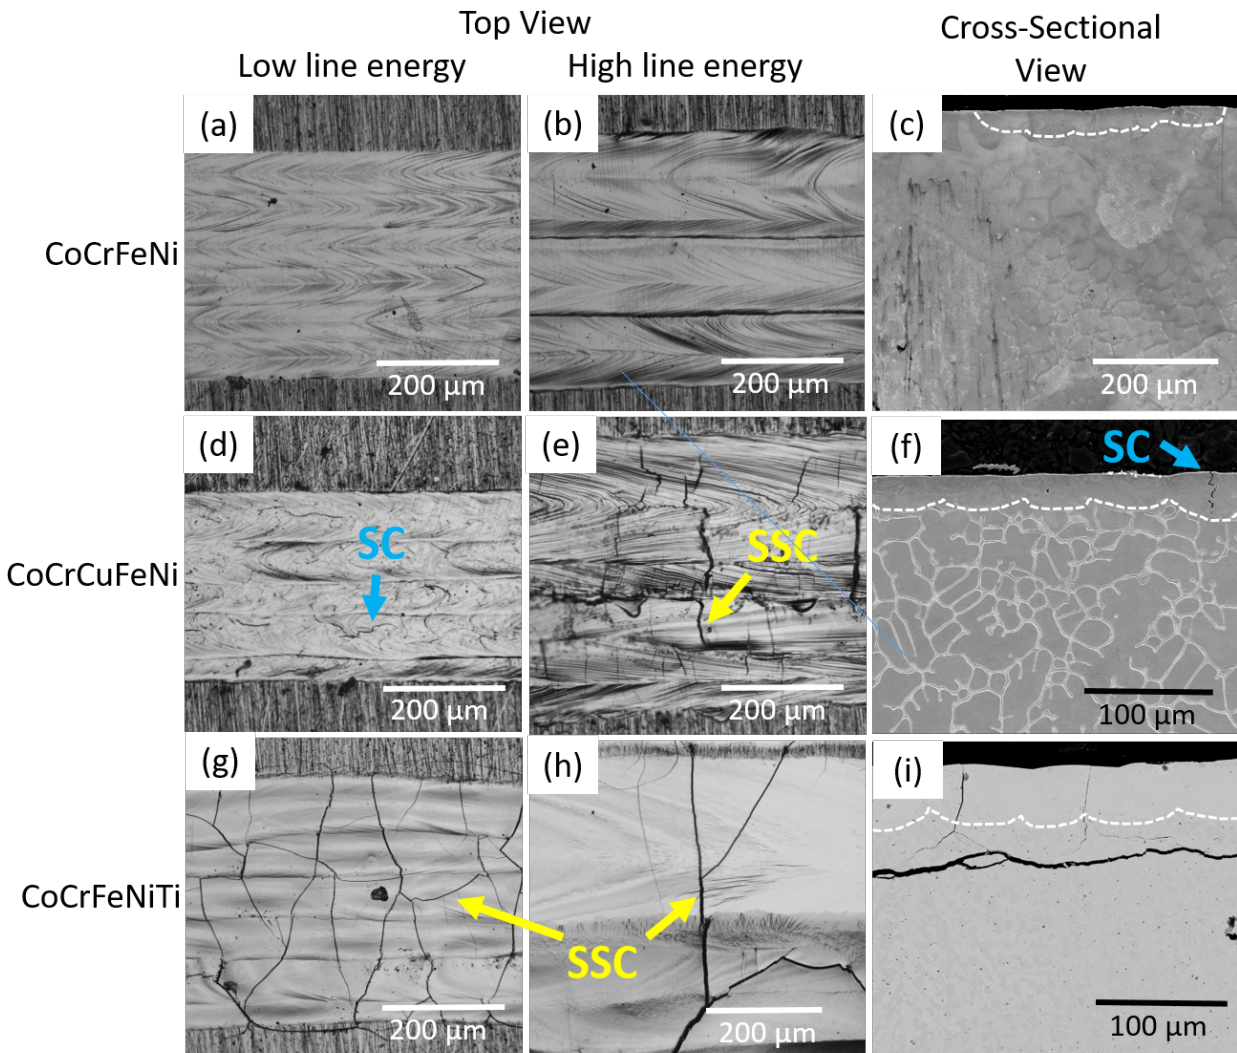 Top View
Cross-Sectional
View
Low line energy
High line energy
(a)
(b)
(c)
CoCrFeNi
200 µm
200 µm
200 µm
(d)
(e)
(f)
SC
SC
SSC
CoCrCuFeNi
200 µm
200 µm
100 µm
(g)
(h)
(i)
CoCrFeNiTi
SSC
200 µm
200 µm
100 µm